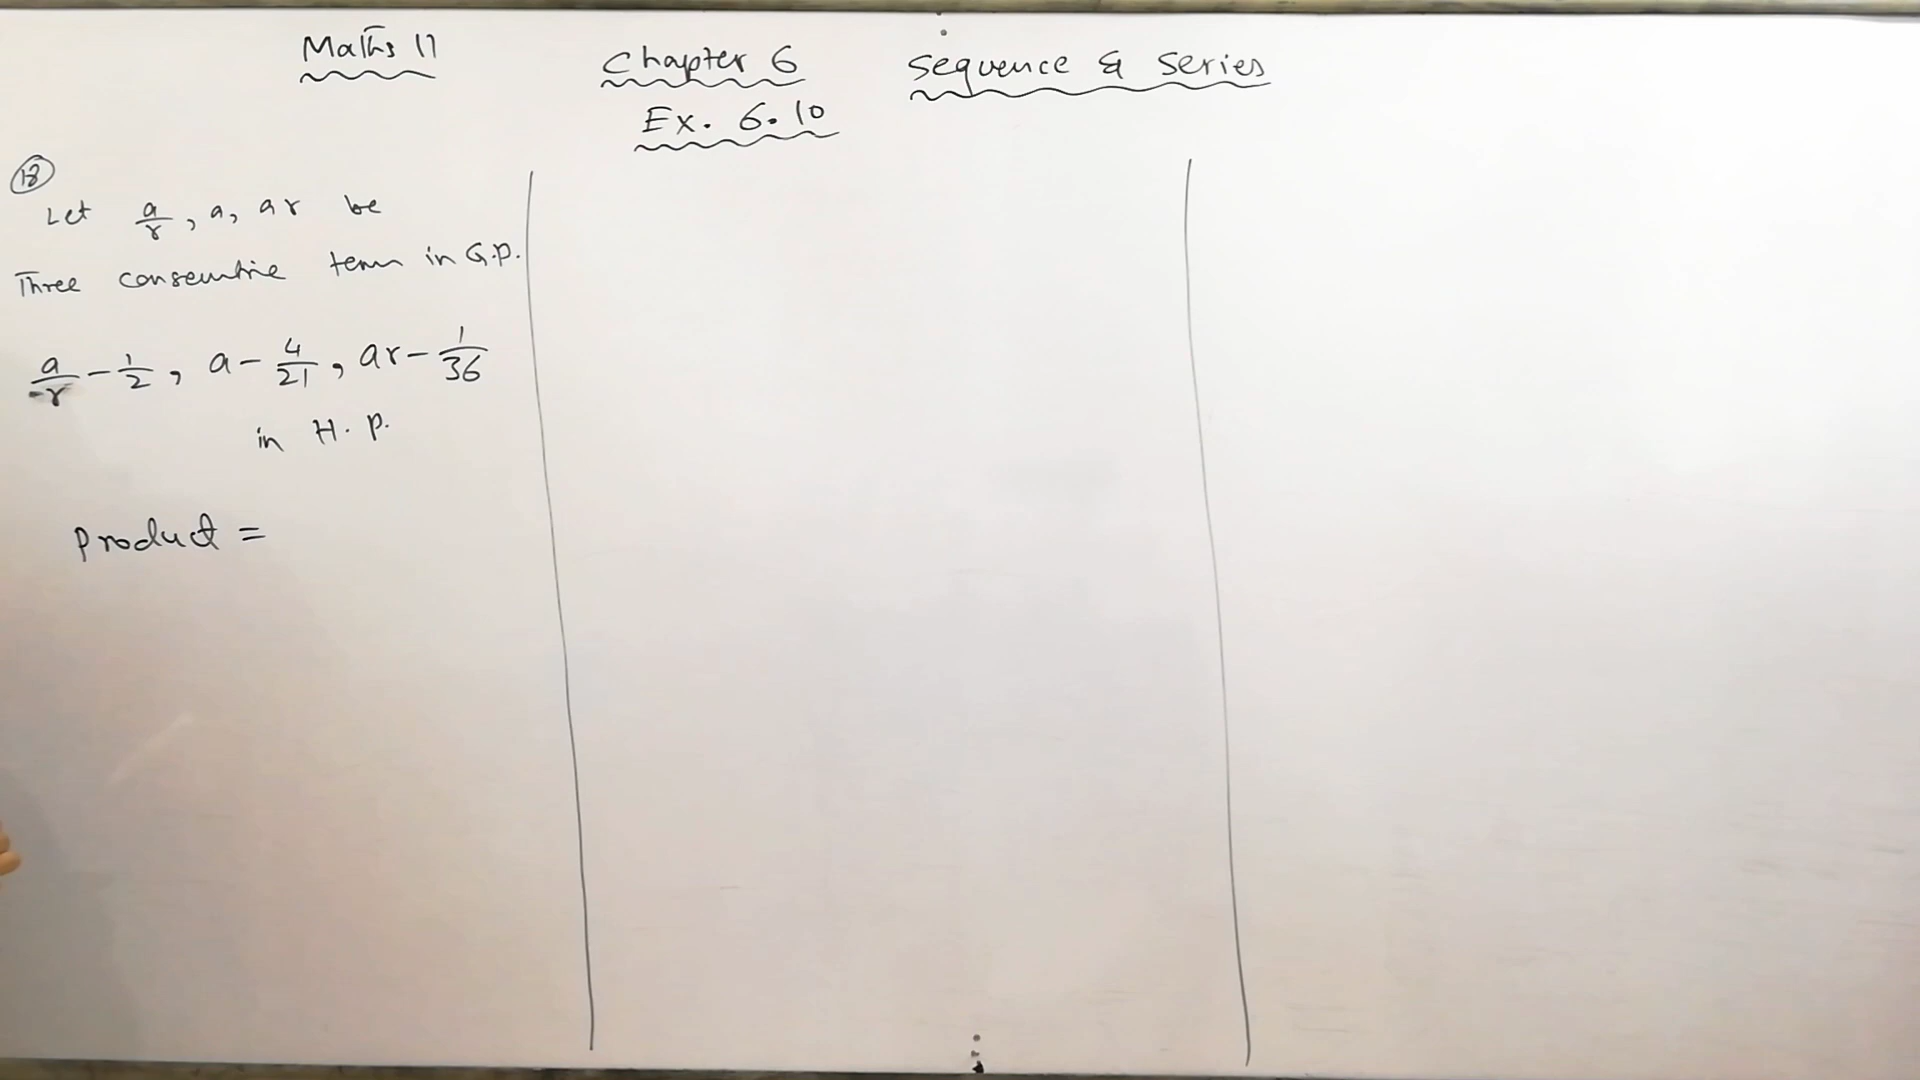 Maths 11
Chapter 6 Sequence & Series
Ex. 6.10
18
Let a/r, a, ar be
Three consecutive term in G.P.
a/r - 1/2, a - 4/21, ar - 1/36
in H.P.
product =